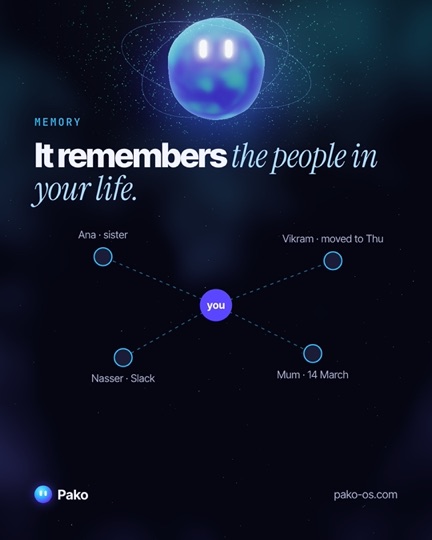 MEMORY
It remembers the people in
your life.
Ana · sister
Vikram · moved to Thu
you
Nasser · Slack
Mum · 14 March
Pako
pako-os.com